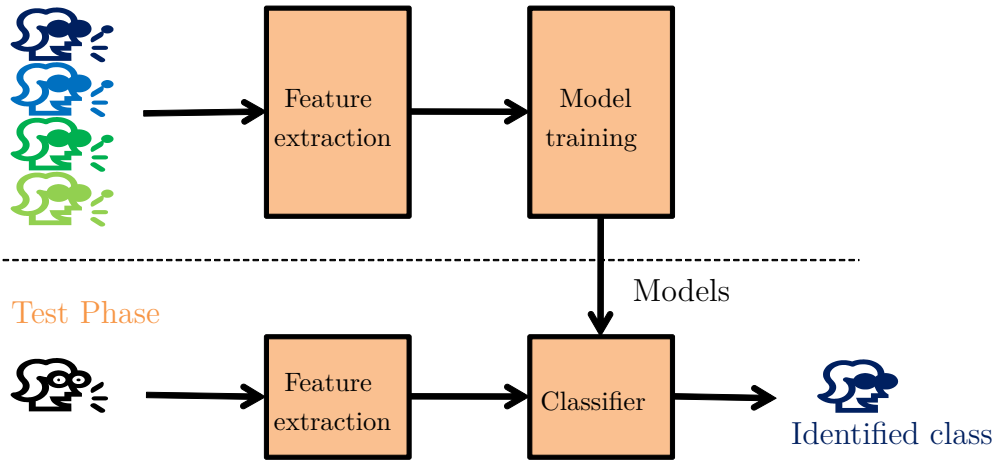 Feature
extraction
Model
training
Models
Test Phase
Feature
extraction
Classifier
Identified class